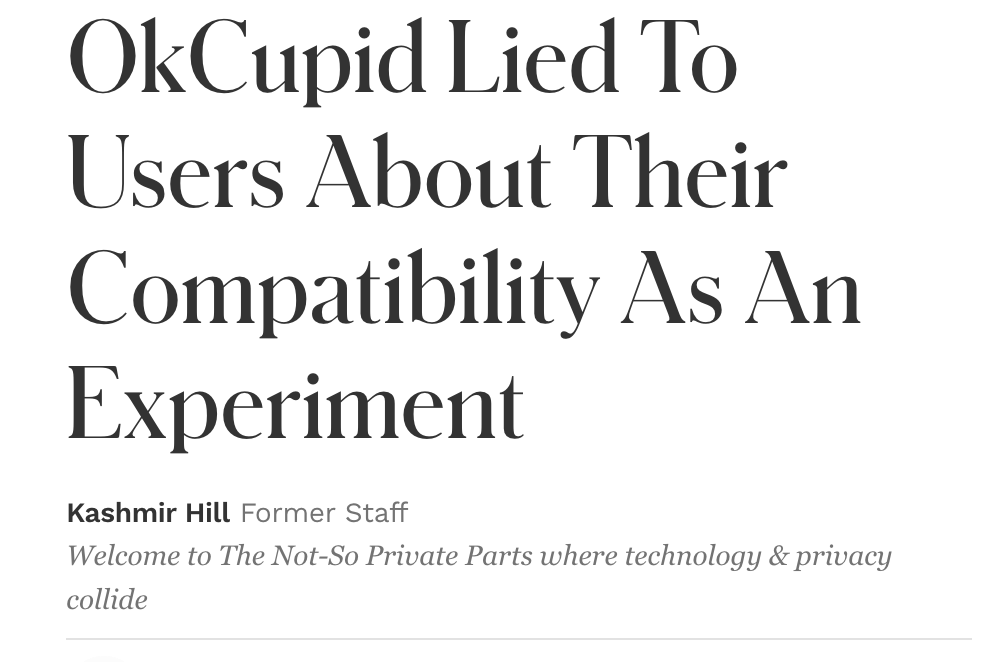 OkCupid Lied To
Users About Their
Compatibility As An
Experiment
Kashmir Hill Former Staff
Welcome to The Not-So Private Parts where technology & privacy
collide